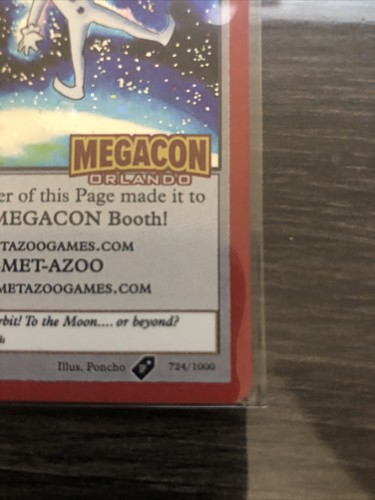 MEGACON
ORLANDO
er of this Page made it to
MEGACON Booth!
TAZOOGAMES.COM
-MET-AZOO
METAZOOGAMES.COM
rbit! To the Moon.... or beyond?
Illus. Poncho 724/1000